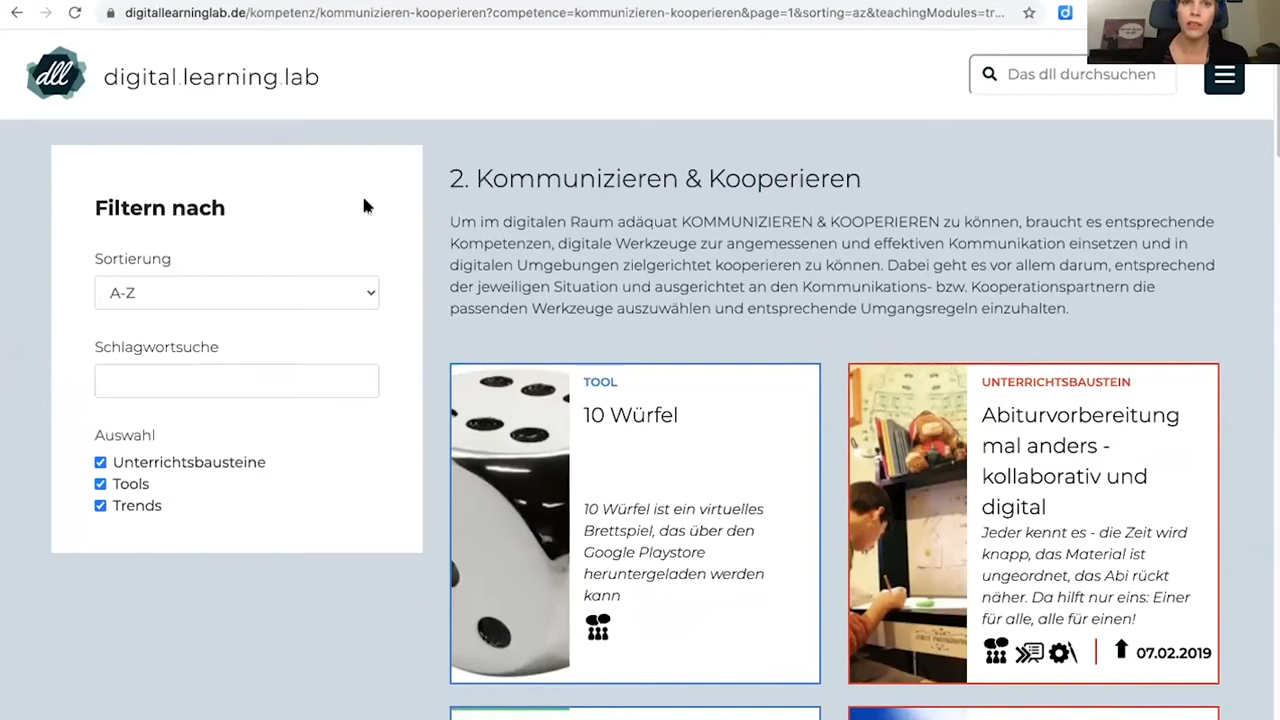 digitallearninglab.de/kompetenz/kommunizieren-kooperieren?competence=kommunizieren-kooperieren&page=1&sorting=az&teachingModules=tr...
dll
digital.learning.lab
Das dll durchsuchen
Filtern nach
Sortierung
A-Z
Schlagwortsuche
Auswahl
Unterrichtsbausteine
Tools
Trends
2. Kommunizieren & Kooperieren
Um im digitalen Raum adäquat KOMMUNIZIEREN & KOOPERIEREN zu können, braucht es entsprechende
Kompetenzen, digitale Werkzeuge zur angemessenen und effektiven Kommunikation einsetzen und in
digitalen Umgebungen zielgerichtet kooperieren zu können. Dabei geht es vor allem darum, entsprechend
der jeweiligen Situation und ausgerichtet an den Kommunikations- bzw. Kooperationspartnern die
passenden Werkzeuge auszuwählen und entsprechende Umgangsregeln einzuhalten.
TOOL
10 Würfel
10 Würfel ist ein virtuelles
Brettspiel, das über den
Google Playstore
heruntergeladen werden
kann
UNTERRICHTSBAUSTEIN
Abiturvorbereitung
mal anders -
kollaborativ und
digital
Jeder kennt es - die Zeit wird
knapp, das Material ist
ungeordnet, das Abi rückt
näher. Da hilft nur eins: Einer
für alle, alle für einen!
07.02.2019